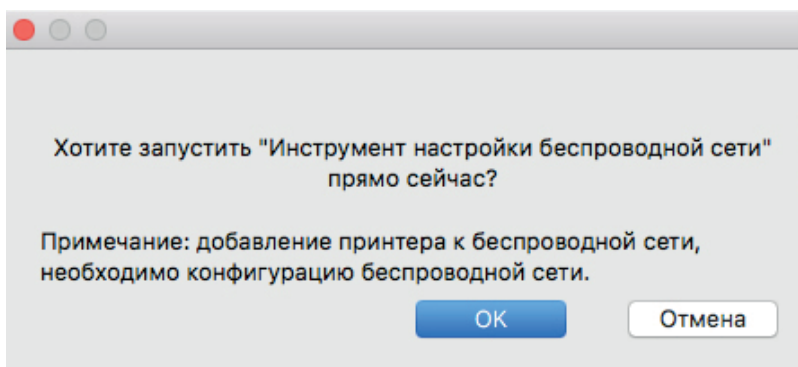 Хотите запустить "Инструмент настройки беспроводной сети"
прямо сейчас?
Примечание: добавление принтера к беспроводной сети,
необходимо конфигурацию беспроводной сети.
OK
Отмена